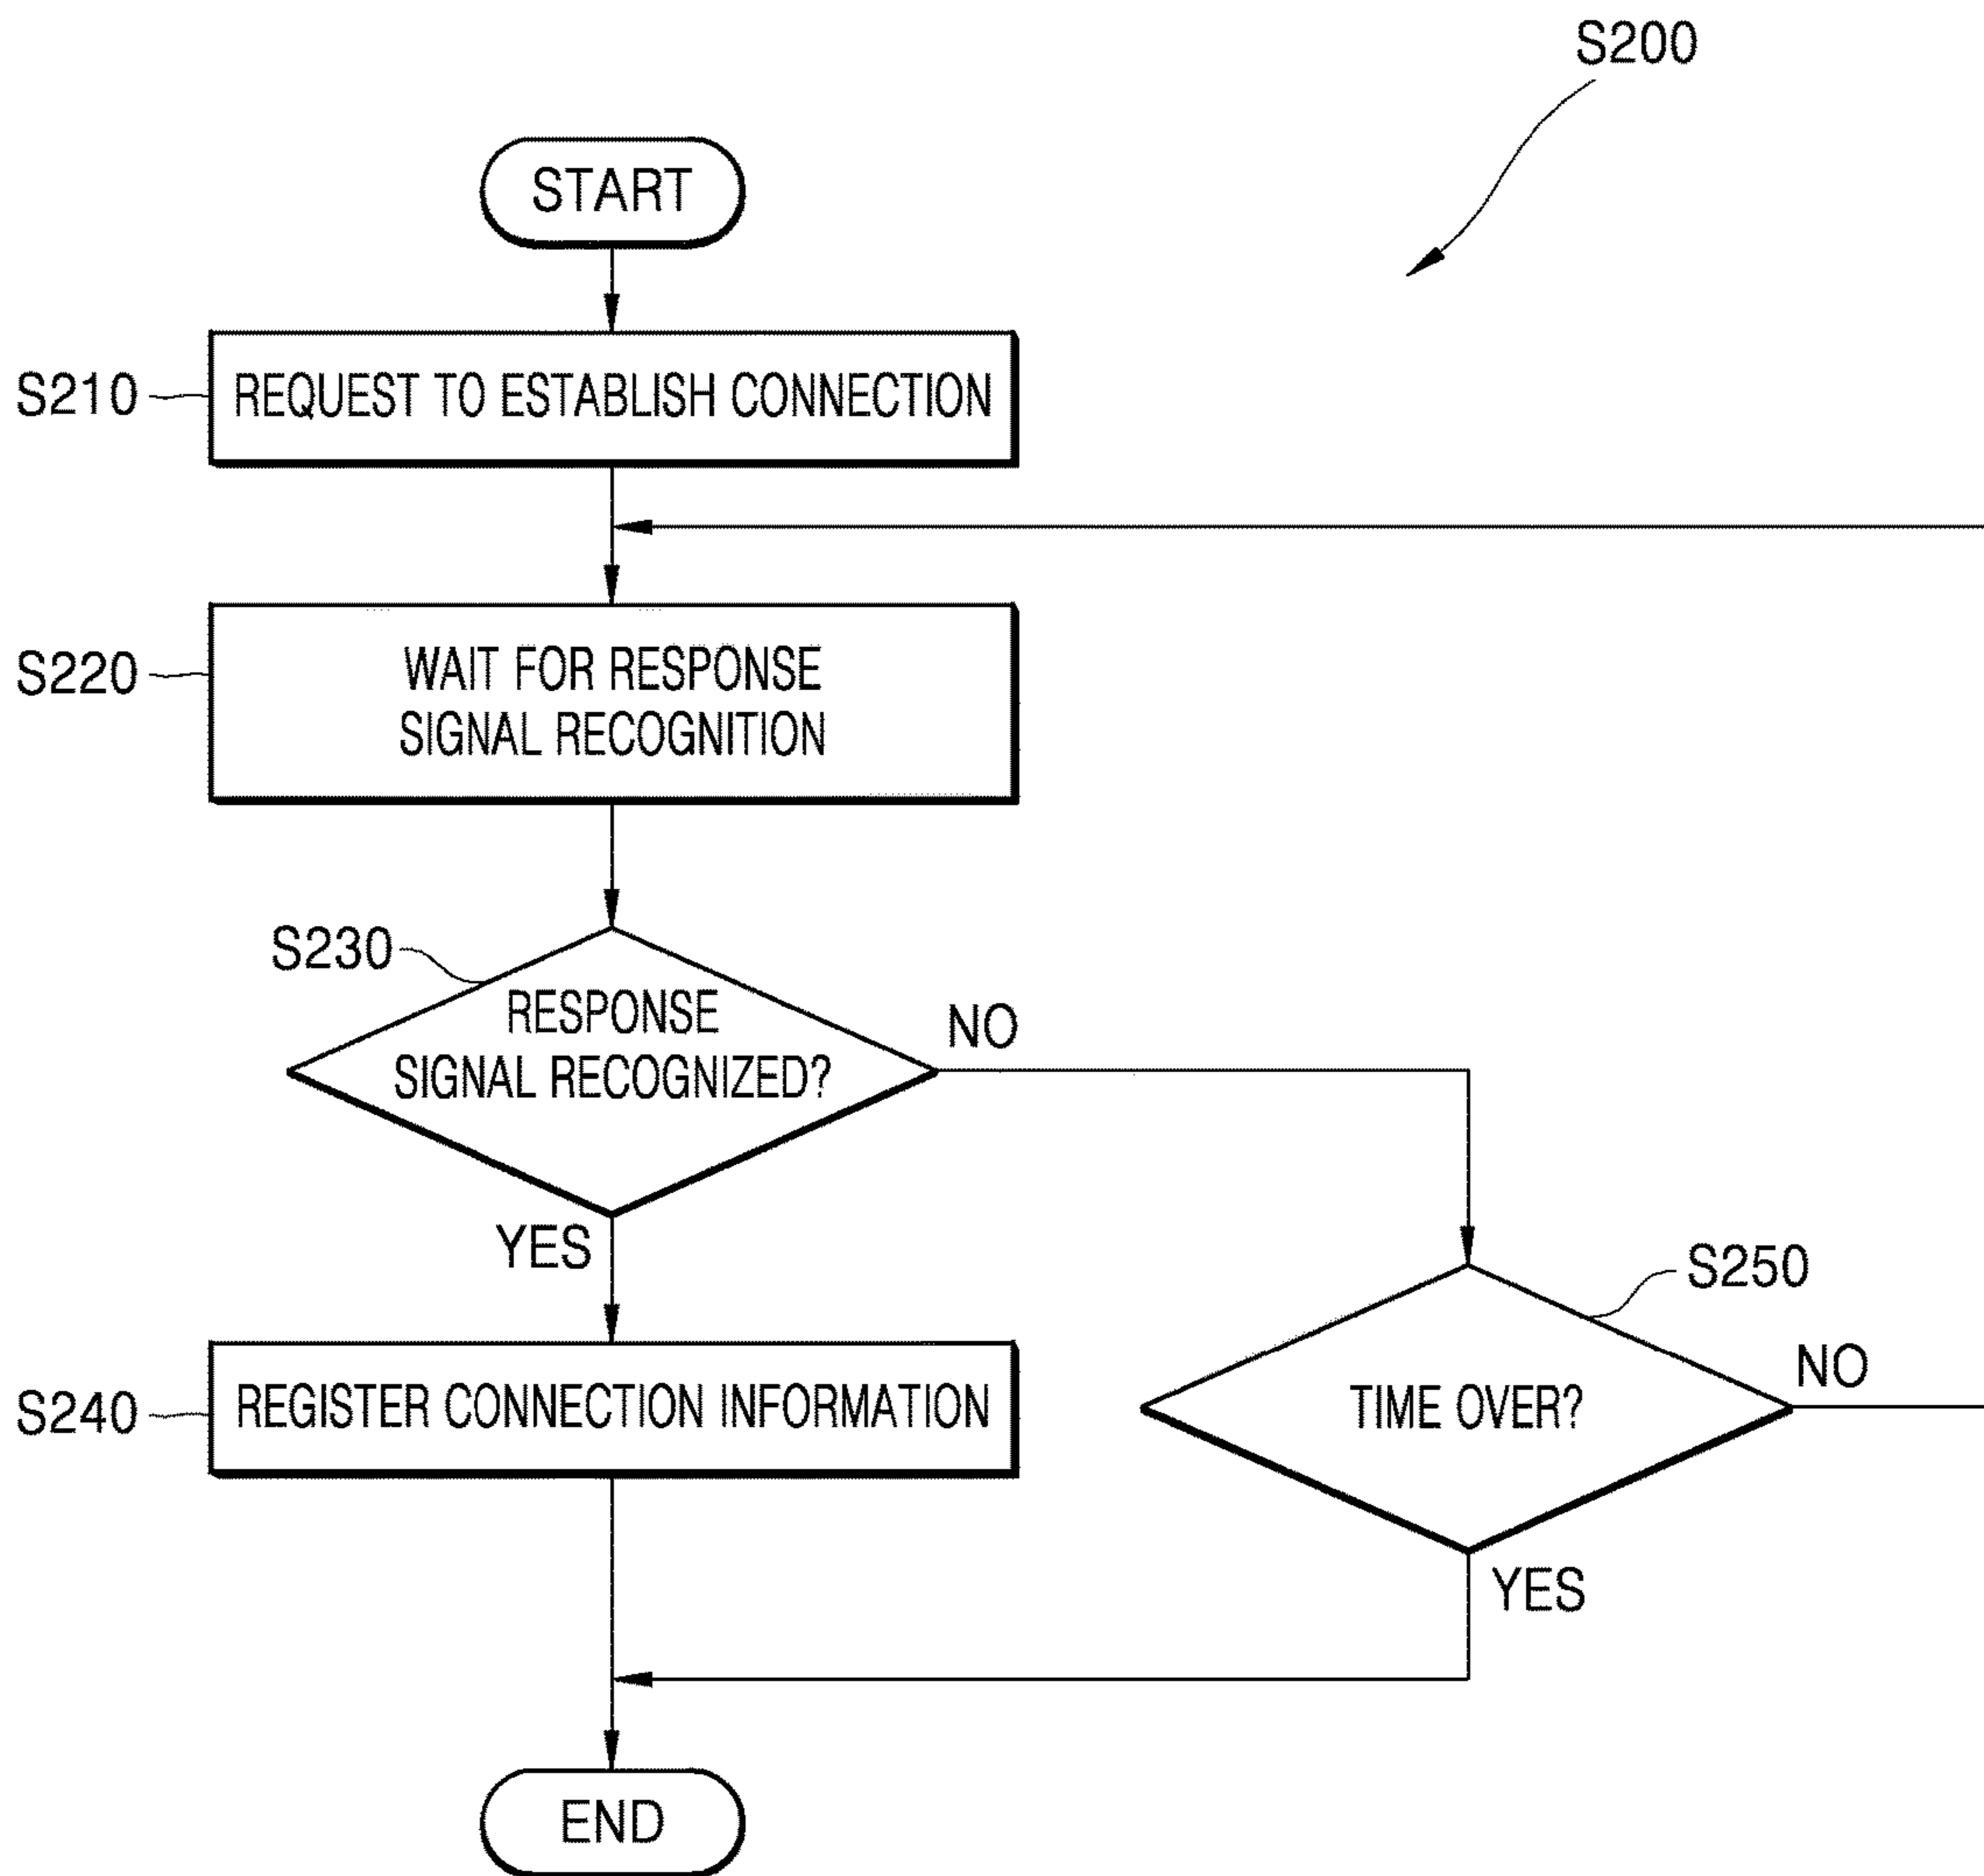 S200
START
S210
REQUEST TO ESTABLISH CONNECTION
S220
WAIT FOR RESPONSE
SIGNAL RECOGNITION
S230
RESPONSE
SIGNAL RECOGNIZED?
NO
YES
S250
TIME OVER?
NO
YES
S240
REGISTER CONNECTION INFORMATION
END